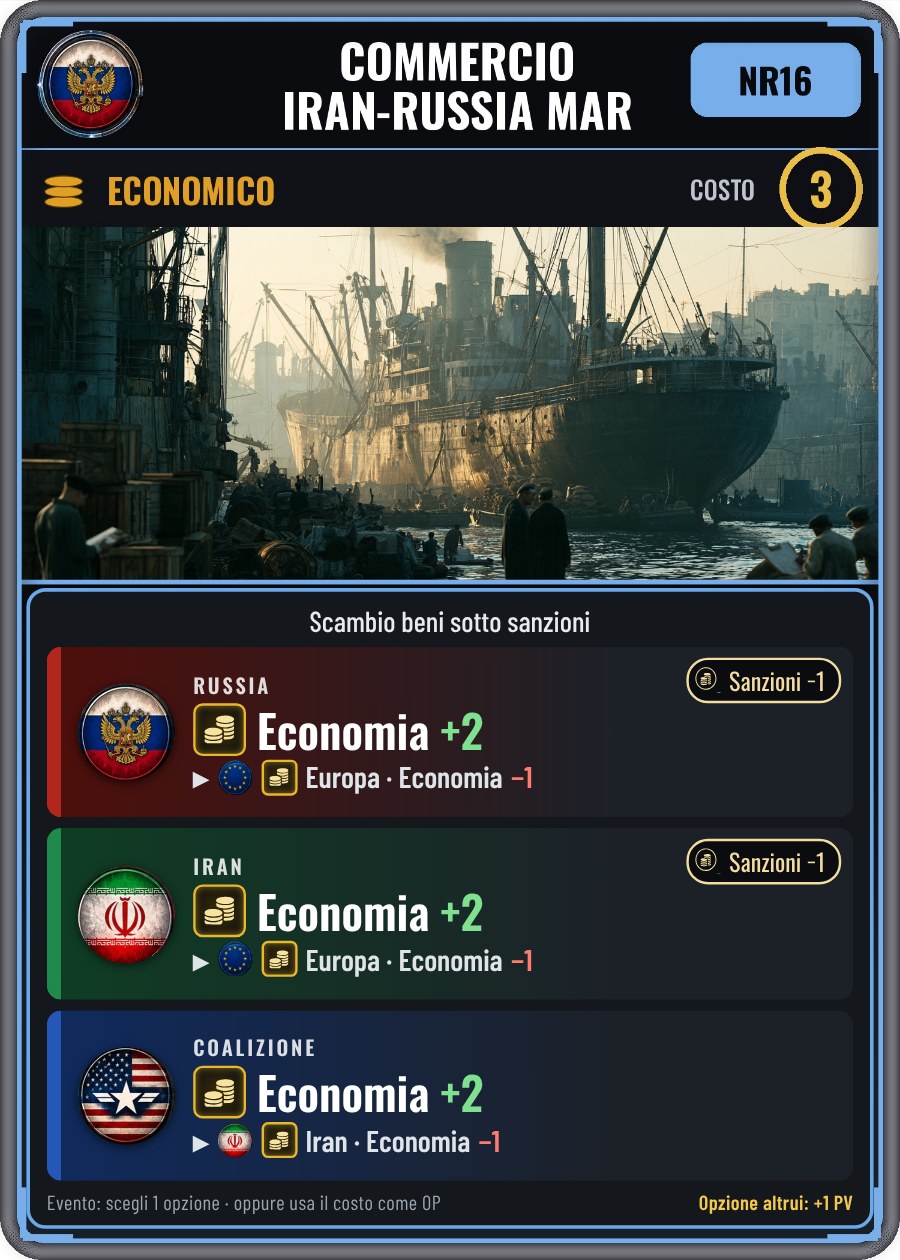 COMMERCIO
IRAN-RUSSIA MAR
NR16
ECONOMICO
COSTO
3
Scambio beni sotto sanzioni
RUSSIA
Sanzioni −1
Economia +2
▶ Europa · Economia −1
IRAN
Sanzioni −1
Economia +2
▶ Europa · Economia −1
COALIZIONE
Economia +2
▶ Iran · Economia −1
Evento: scegli 1 opzione · oppure usa il costo come OP
Opzione altrui: +1 PV